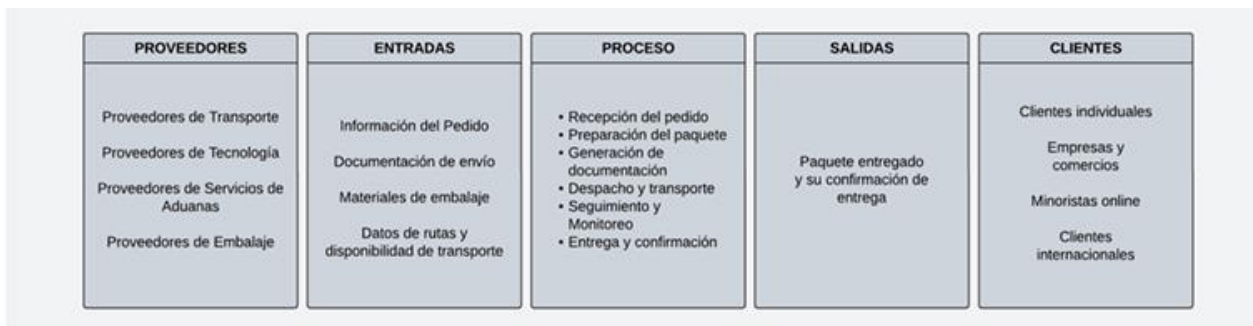 PROVEEDORES
Proveedores de Transporte
Proveedores de Tecnología
Proveedores de Servicios de
Aduanas
Proveedores de Embalaje
ENTRADAS
Información del Pedido
Documentación de envío
Materiales de embalaje
Datos de rutas y
disponibilidad de transporte
PROCESO
• Recepción del pedido
• Preparación del paquete
• Generación de
documentación
• Despacho y transporte
• Seguimiento y
Monitoreo
• Entrega y confirmación
SALIDAS
Paquete entregado
y su confirmación de
entrega
CLIENTES
Clientes individuales
Empresas y
comercios
Minoristas online
Clientes
internacionales